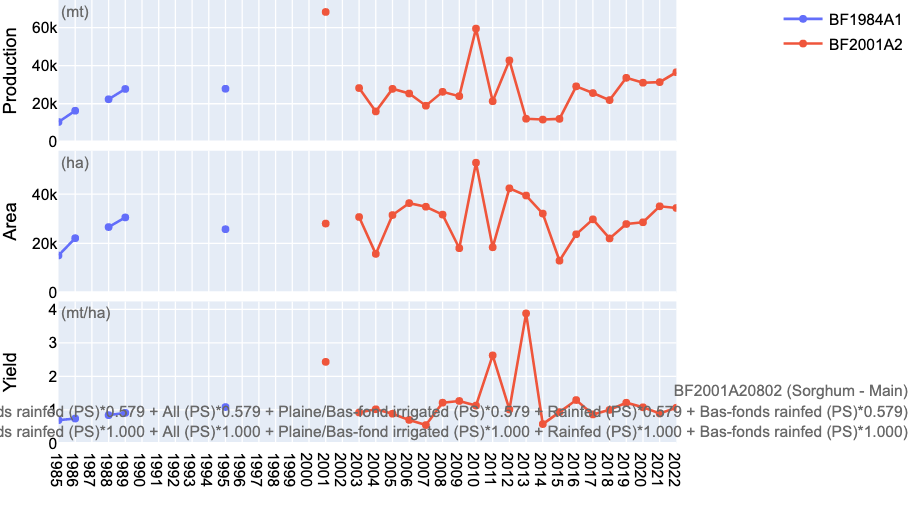 (mt)
BF1984A1
BF2001A2
Production
60k
40k
20k
0
(ha)
Area
40k
20k
0
(mt/ha)
Yield
4
3
2
1
0
BF2001A20802 (Sorghum - Main)
ds rainfed (PS)*0.579 + All (PS)*0.579 + Plaine/Bas-fond irrigated (PS)*0.579 + Rainfed (PS)*0.579 + Bas-fonds rainfed (PS)*0.579)
ds rainfed (PS)*1.000 + All (PS)*1.000 + Plaine/Bas-fond irrigated (PS)*1.000 + Rainfed (PS)*1.000 + Bas-fonds rainfed (PS)*1.000)
1985 1986 1987 1988 1989 1990 1991 1992 1993 1994 1995 1996 1997 1998 1999 2000 2001 2002 2003 2004 2005 2006 2007 2008 2009 2010 2011 2012 2013 2014 2015 2016 2017 2018 2019 2020 2021 2022